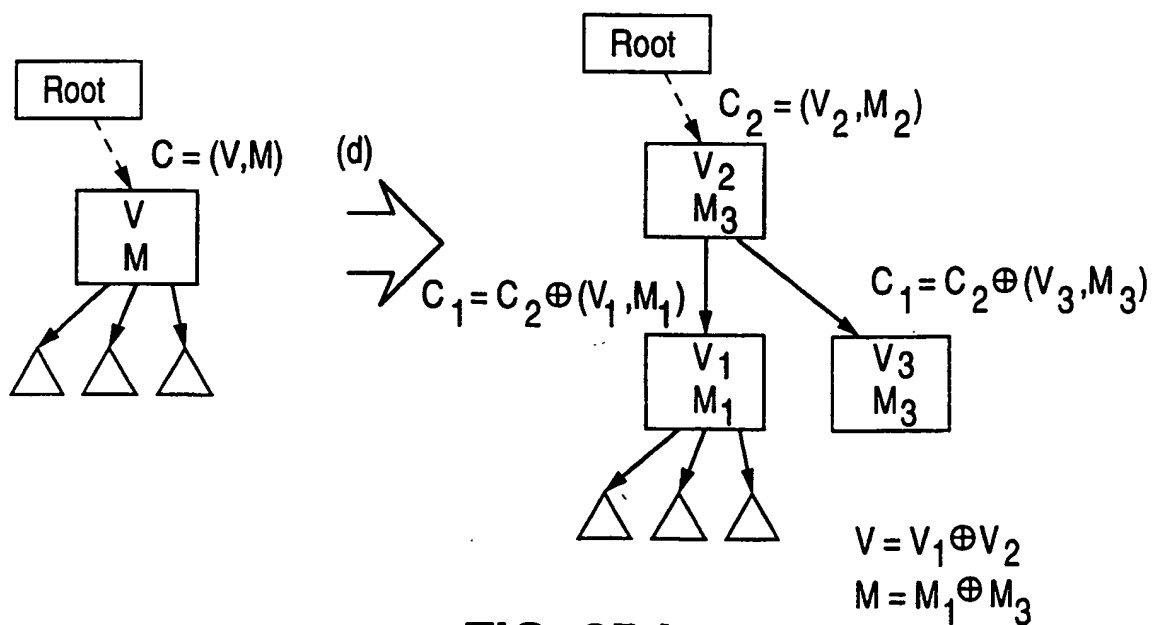 Root
C = (V,M)
V
M
(d)
Root
C₂ = (V₂,M₂)
V₂
M₃
C₁ = C₂ ⊕ (V₁,M₁)
C₁ = C₂ ⊕ (V₃,M₃)
V₁
M₁
V₃
M₃
V = V₁ ⊕ V₂
M = M₁ ⊕ M₃